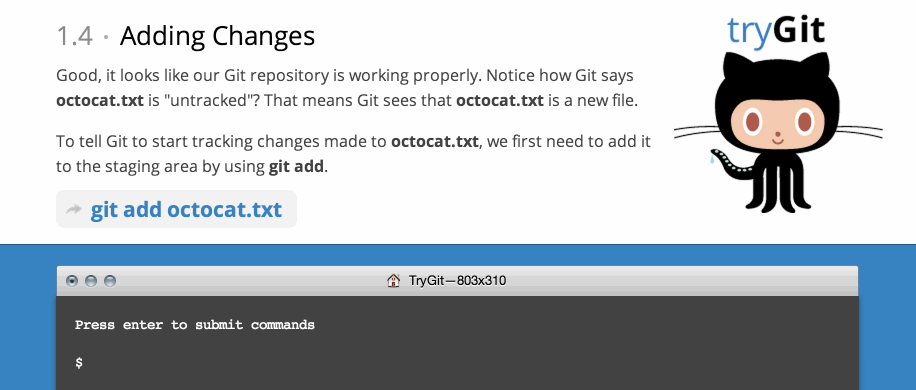 tryGit
1.4 · Adding Changes
Good, it looks like our Git repository is working properly. Notice how Git says
octocat.txt is "untracked"? That means Git sees that octocat.txt is a new file.
To tell Git to start tracking changes made to octocat.txt, we first need to add it
to the staging area by using git add.
git add octocat.txt
TryGit—803x310
Press enter to submit commands
$